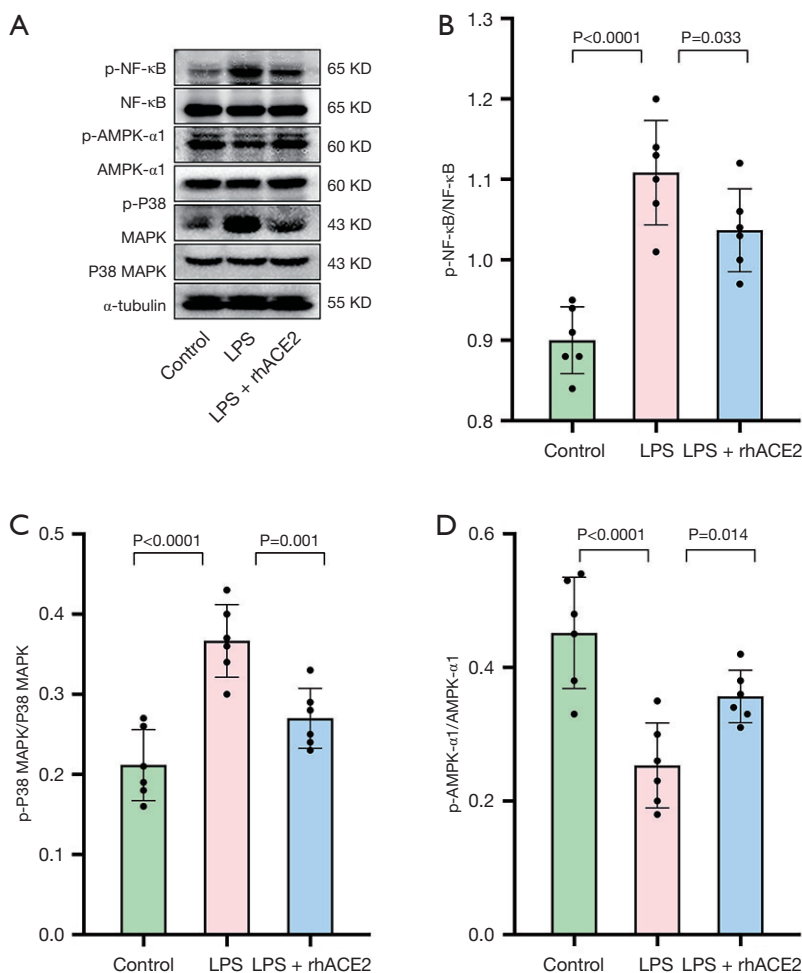 A
p-NF-κB
65 KD
NF-κB
65 KD
p-AMPK-α1
60 KD
AMPK-α1
60 KD
p-P38
MAPK
43 KD
P38 MAPK
43 KD
α-tubulin
55 KD
Control
LPS
LPS + rhACE2
B
p-NF-κB/NF-κB
1.3
1.2
1.1
1.0
0.9
0.8
P<0.0001
P=0.033
Control
LPS
LPS + rhACE2
C
p-P38 MAPK/P38 MAPK
0.5
0.4
0.3
0.2
0.1
0.0
P<0.0001
P=0.001
Control
LPS
LPS + rhACE2
D
p-AMPK-α1/AMPK-α1
0.6
0.4
0.2
0.0
P<0.0001
P=0.014
Control
LPS
LPS + rhACE2